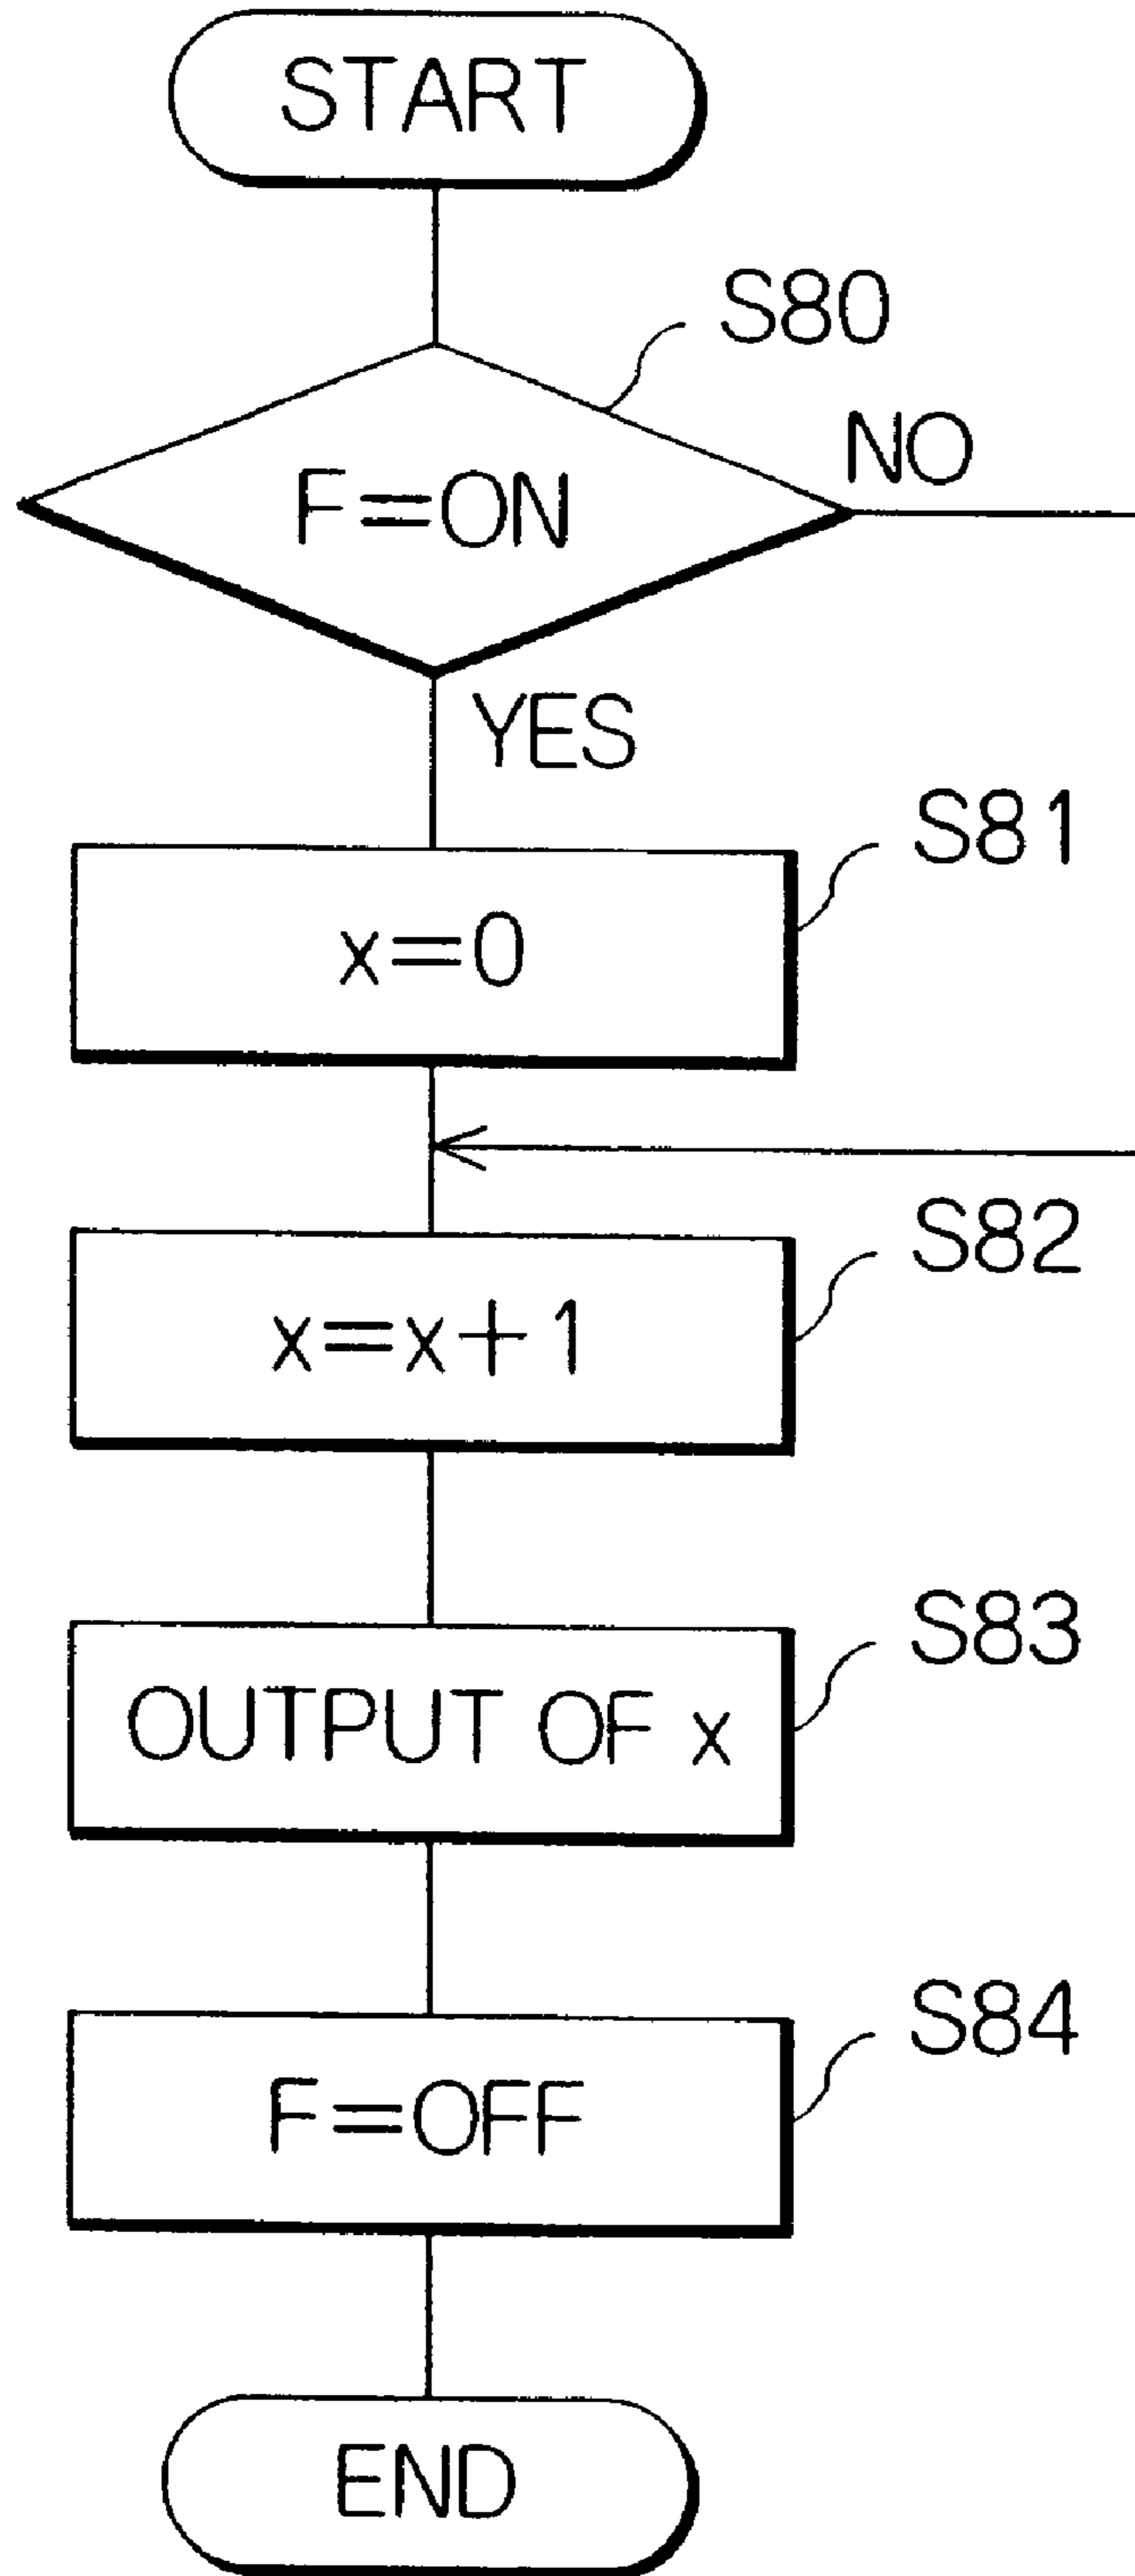 START
S80
NO
F=ON
YES
S81
x=0
S82
x=x+1
S83
OUTPUT OF x
S84
F=OFF
END